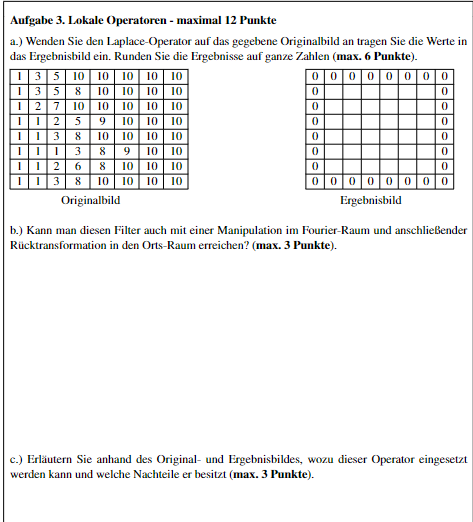 Aufgabe 3. Lokale Operatoren - maximal 12 Punkte
a.) Wenden Sie den Laplace-Operator auf das gegebene Originalbild an tragen Sie die Werte in
das Ergebnisbild ein. Runden Sie die Ergebnisse auf ganze Zahlen (max. 6 Punkte).
1 3 5 10 10 10 10 10
1 3 5 8 10 10 10 10
1 2 7 10 10 10 10 10
1 1 2 5 9 10 10 10
1 1 3 8 10 10 10 10
1 1 1 3 8 9 10 10
1 1 2 6 8 10 10 10
1 1 3 8 10 10 10 10
Originalbild
0 0 0 0 0 0 0 0
0 0
0 0
0 0
0 0
0 0
0 0
0 0 0 0 0 0 0 0
Ergebnisbild
b.) Kann man diesen Filter auch mit einer Manipulation im Fourier-Raum und anschließender
Rücktransformation in den Orts-Raum erreichen? (max. 3 Punkte).
c.) Erläutern Sie anhand des Original- und Ergebnisbildes, wozu dieser Operator eingesetzt
werden kann und welche Nachteile er besitzt (max. 3 Punkte).